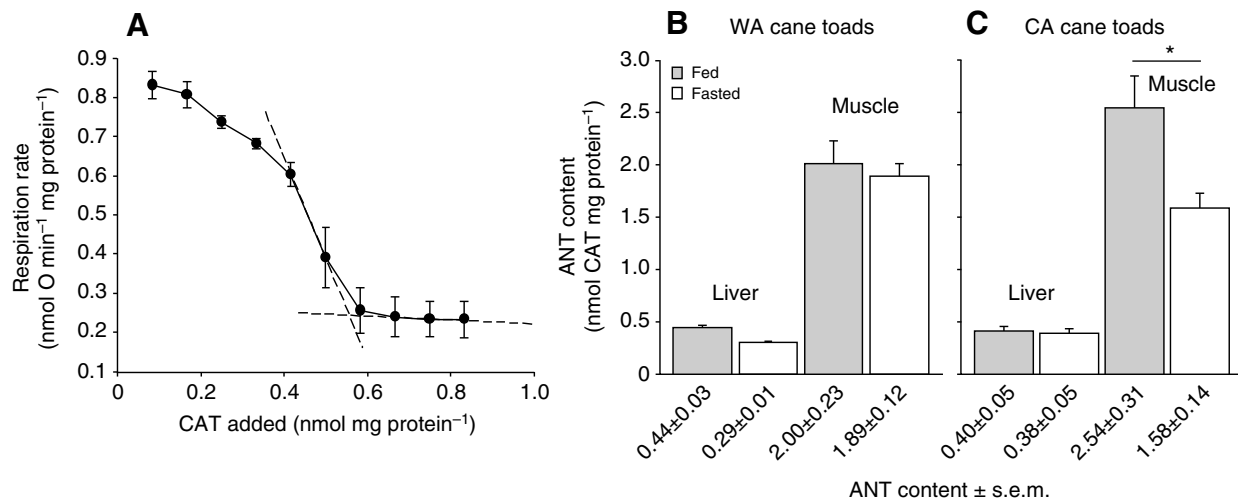 A
Respiration rate
(nmol O min⁻¹ mg protein⁻¹)
0.9
0.8
0.7
0.6
0.5
0.4
0.3
0.2
0.1
0
0.2
0.4
0.6
0.8
1.0
CAT added (nmol mg protein⁻¹)
B
WA cane toads
ANT content
(nmol CAT mg protein⁻¹)
3.0
2.5
2.0
1.5
1.0
0.5
0
Fed
Fasted
Liver
Muscle
0.44±0.03
0.29±0.01
2.00±0.23
1.89±0.12
C
CA cane toads
*
Muscle
Liver
0.40±0.05
0.38±0.05
2.54±0.31
1.58±0.14
ANT content ± s.e.m.